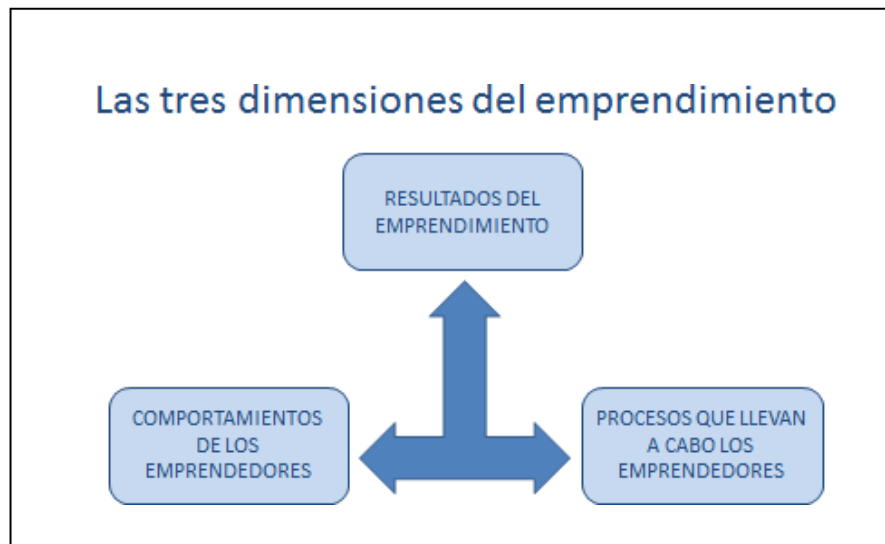 Las tres dimensiones del emprendimiento
RESULTADOS DEL
EMPRENDIMIENTO
COMPORTAMIENTOS
DE LOS
EMPRENDEDORES
PROCESOS QUE LLEVAN
A CABO LOS
EMPRENDEDORES